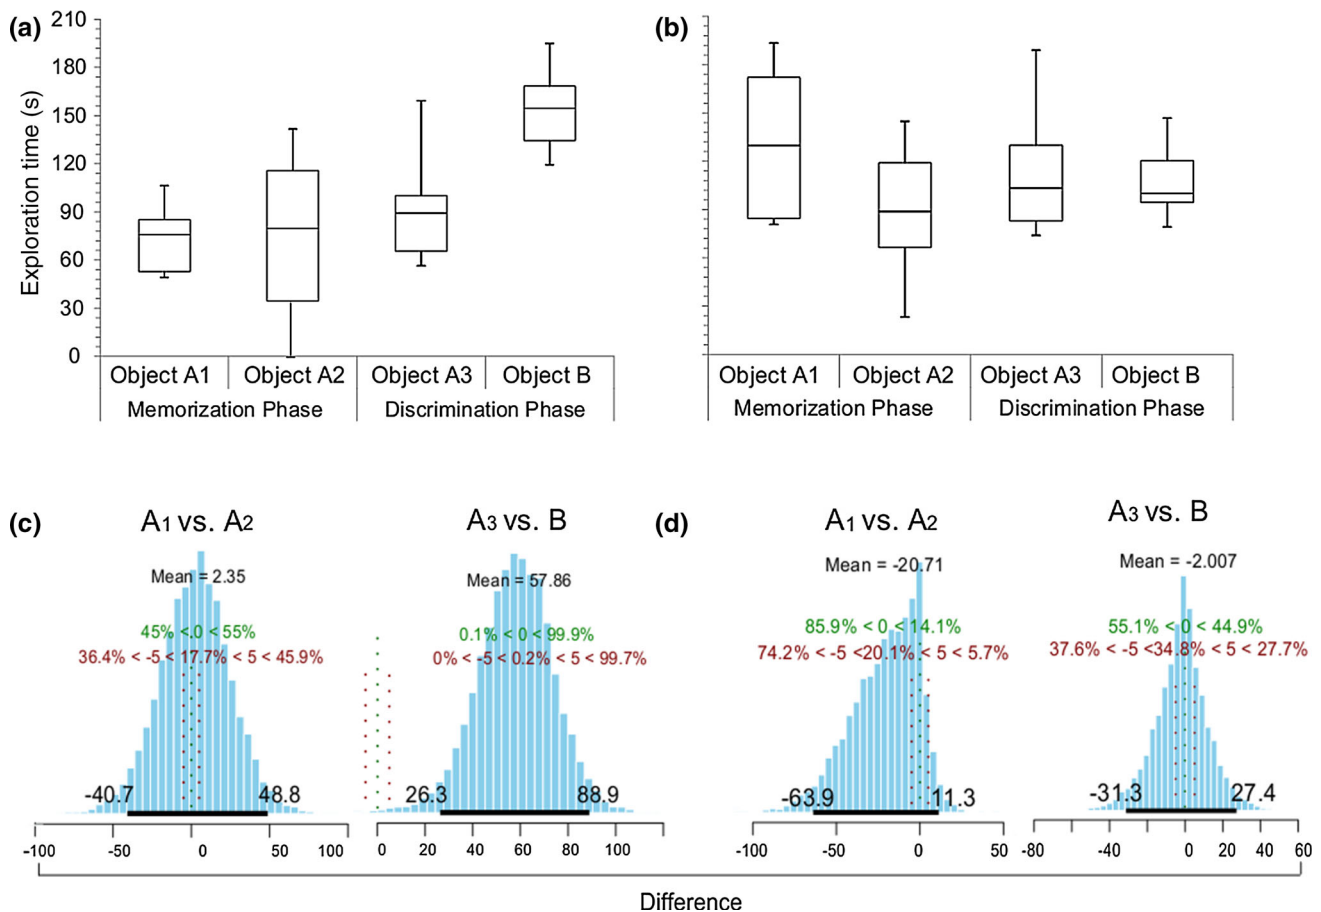 (a)
Exploration time (s)
210
180
150
120
90
60
30
0
Object A1 Object A2 Object A3 Object B
Memorization Phase Discrimination Phase
(b)
Object A1 Object A2 Object A3 Object B
Memorization Phase Discrimination Phase
(c)
A1 vs. A2
Mean = 2.35
45% < 0 < 55%
36.4% < -5 < 17.7% < 5 < 45.9%
-40.7 48.8
-100 -50 0 50 100
A3 vs. B
Mean = 57.86
0.1% < 0 < 99.9%
0% < -5 < 0.2% < 5 < 99.7%
26.3 88.9
0 20 40 60 80 100
(d)
A1 vs. A2
Mean = -20.71
85.9% < 0 < 14.1%
74.2% < -5 <20.1% < 5 < 5.7%
-63.9 11.3
-100 -50 0 50
A3 vs. B
Mean = -2.007
55.1% < 0 < 44.9%
37.6% < -5 <34.8% < 5 < 27.7%
-31.3 27.4
-80 -40 0 20 40 60
Difference